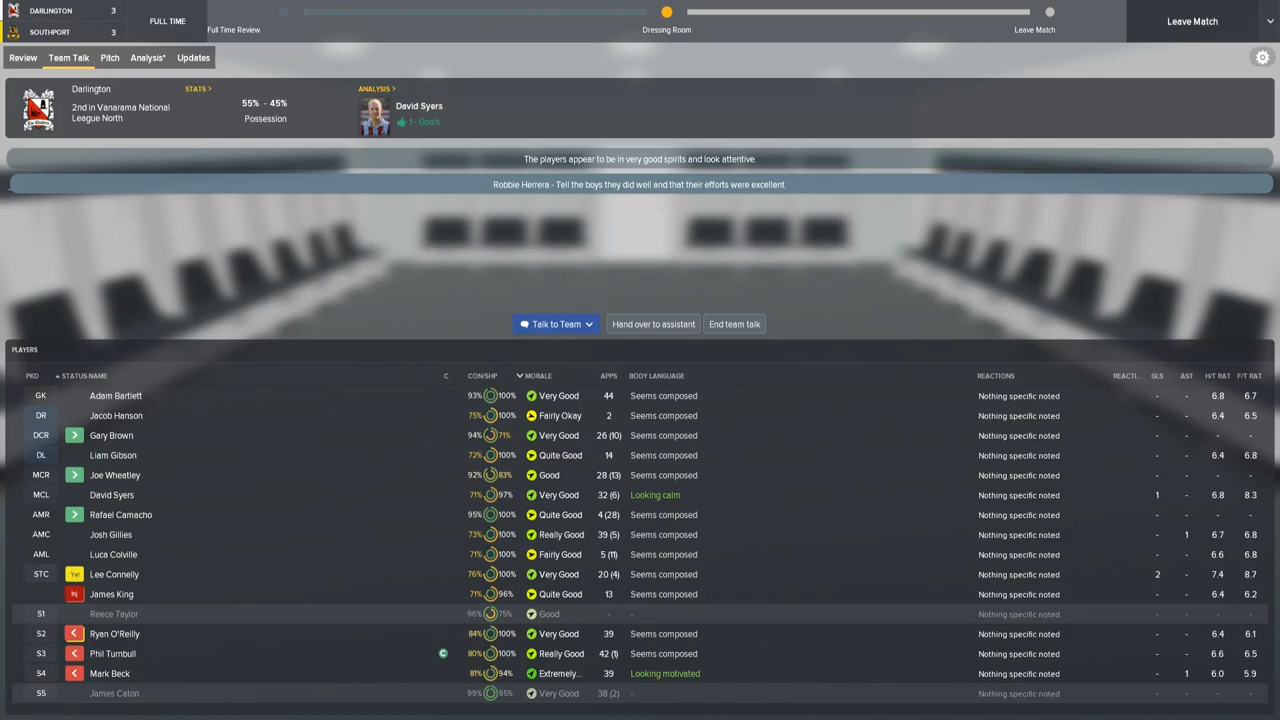 DARLINGTON 3
SOUTHPORT 3
FULL TIME
Full Time Review
Dressing Room
Leave Match
Leave Match
Review Team Talk Pitch Analysis* Updates
Darlington
2nd in Vanarama National
League North
STATS >
55% - 45%
Possession
ANALYSIS >
David Syers
1 - Goals
The players appear to be in very good spirits and look attentive.
Robbie Herrera - Tell the boys they did well and that their efforts were excellent.
Talk to Team Hand over to assistant End team talk
PLAYERS
PKD STATUS NAME C CON/SHP MORALE APPS BODY LANGUAGE REACTIONS REACTI... GLS AST H/T RAT F/T RAT
GK Adam Bartlett 93% 100% Very Good 44 Seems composed Nothing specific noted - - 6.8 6.7
DR Jacob Hanson 75% 100% Fairly Okay 2 Seems composed Nothing specific noted - - 6.4 6.5
DCR Gary Brown 94% 71% Very Good 26 (10) Seems composed Nothing specific noted - - - -
DL Liam Gibson 72% 100% Quite Good 14 Seems composed Nothing specific noted - - 6.4 6.8
MCR Joe Wheatley 92% 83% Good 28 (13) Seems composed Nothing specific noted - - - -
MCL David Syers 71% 97% Very Good 32 (6) Looking calm Nothing specific noted 1 - 6.8 8.3
AMR Rafael Camacho 95% 100% Quite Good 4 (28) Seems composed Nothing specific noted - - - -
AMC Josh Gillies 73% 100% Really Good 39 (5) Seems composed Nothing specific noted - 1 6.7 6.8
AML Luca Colville 71% 100% Fairly Good 5 (11) Seems composed Nothing specific noted - - 6.6 6.8
STC Yel Lee Connelly 76% 100% Very Good 20 (4) Seems composed Nothing specific noted 2 - 7.4 8.7
Inj James King 71% 96% Quite Good 13 Seems composed Nothing specific noted - - 6.4 6.2
S1 Reece Taylor 96% 75% Good - - Nothing specific noted - - - -
S2 Ryan O'Reilly 84% 100% Very Good 39 Seems composed Nothing specific noted - - 6.4 6.1
S3 Phil Turnbull C 80% 100% Really Good 42 (1) Seems composed Nothing specific noted - - 6.6 6.5
S4 Mark Beck 81% 94% Extremely... 39 Looking motivated Nothing specific noted - 1 6.0 5.9
S5 James Caton 99% 95% Very Good 38 (2) - Nothing specific noted - - - -